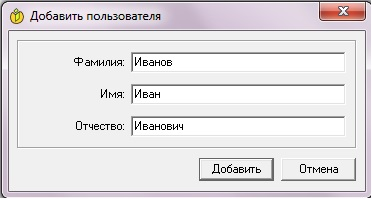 Добавить пользователя
Фамилия: Иванов
Имя: Иван
Отчество: Иванович
Добавить Отмена